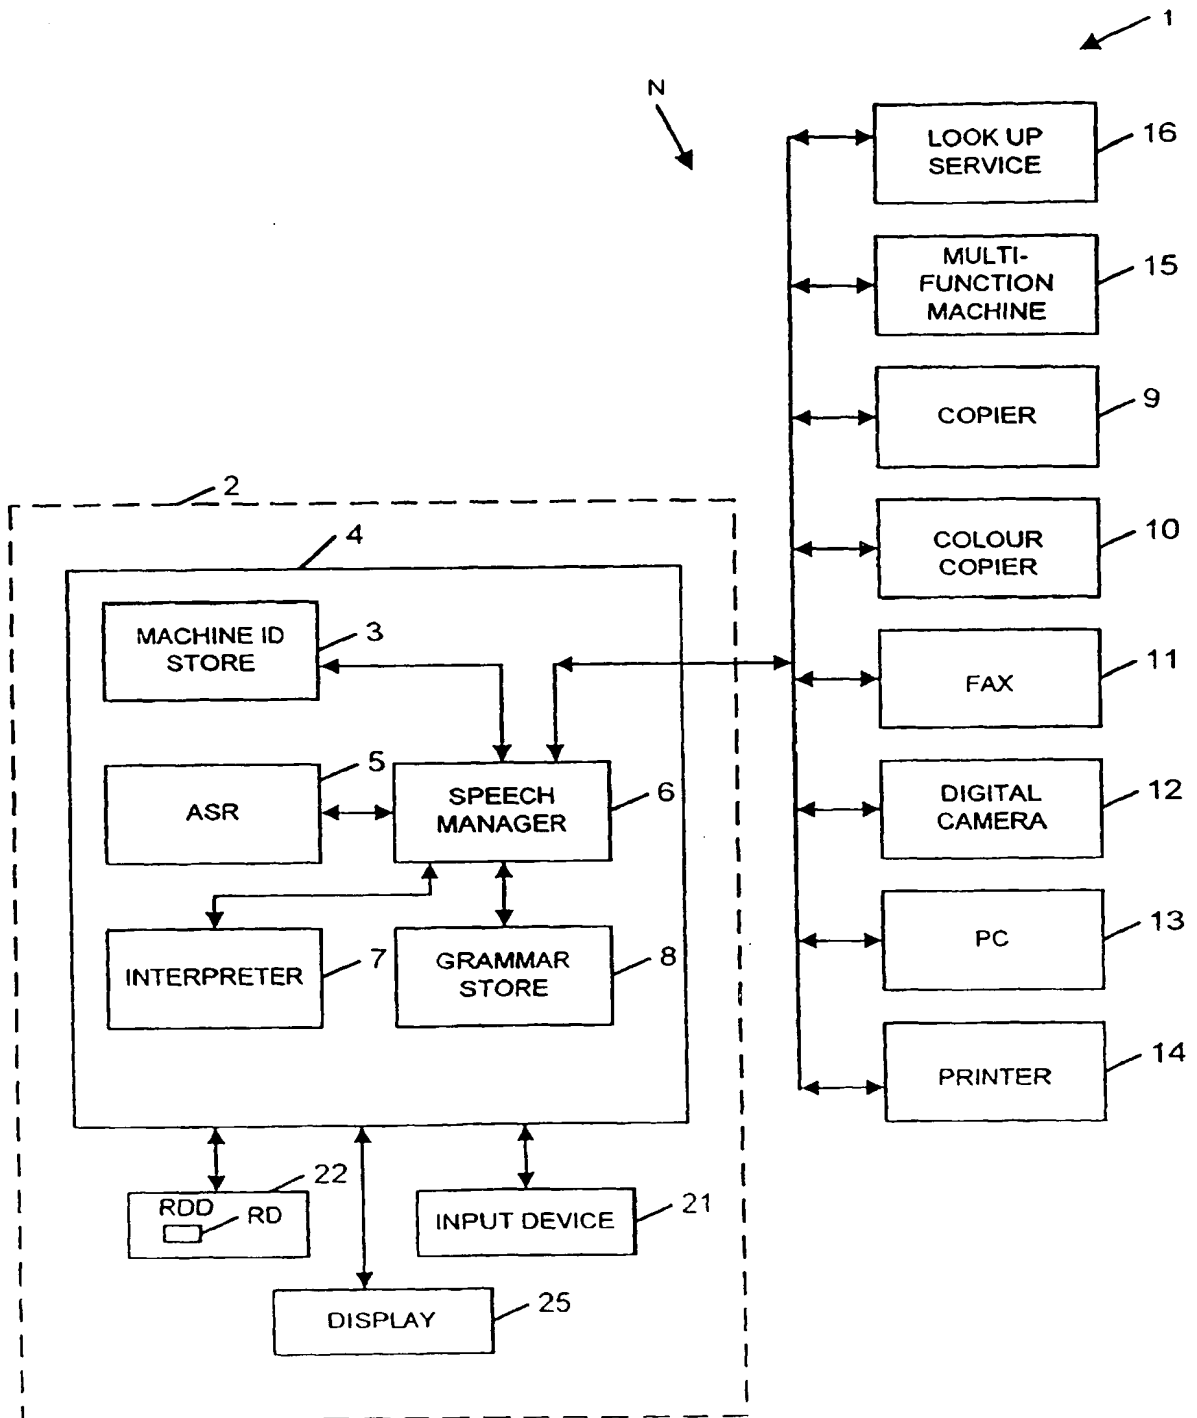 1
N
LOOK UP
SERVICE
16
MULTI-
FUNCTION
MACHINE
15
COPIER
9
COLOUR
COPIER
10
FAX
11
DIGITAL
CAMERA
12
PC
13
PRINTER
14
2
4
MACHINE ID
STORE
3
ASR
5
SPEECH
MANAGER
6
INTERPRETER
7
GRAMMAR
STORE
8
RDD
RD
22
INPUT DEVICE
21
DISPLAY
25